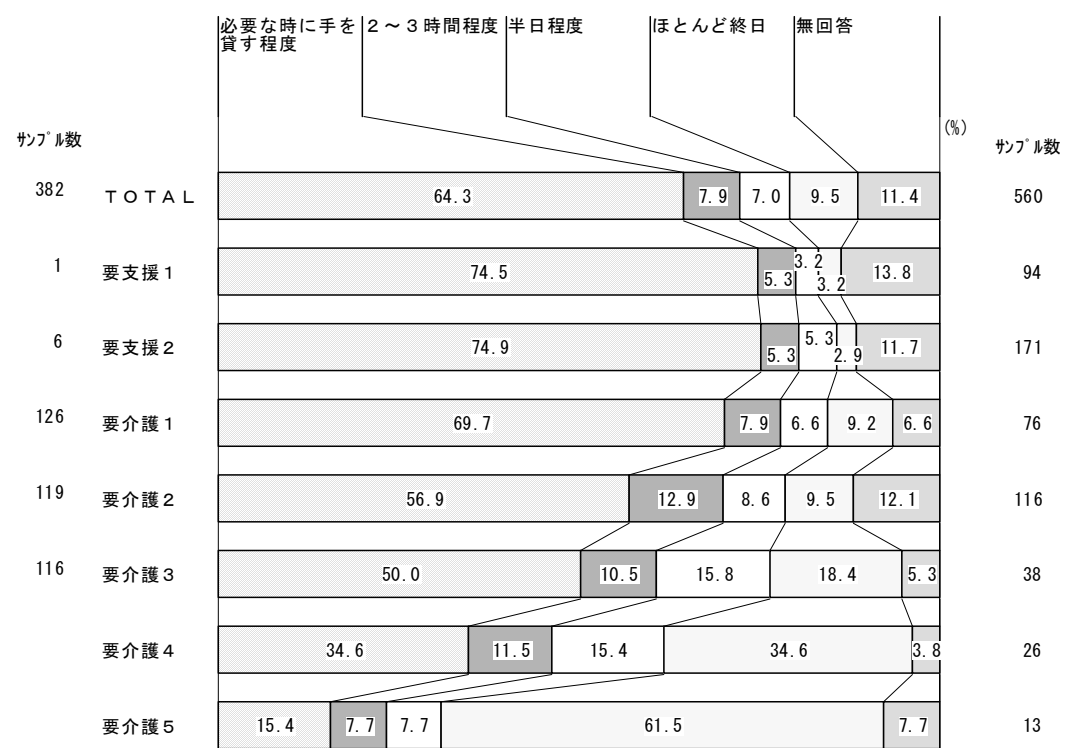 必要な時に手を貸す程度 2～3時間程度 半日程度 ほとんど終日 無回答
(%)
ｻﾝﾌﾟﾙ数 ｻﾝﾌﾟﾙ数
382 ＴＯＴＡＬ 64.3 7.9 7.0 9.5 11.4 560
1 要支援１ 74.5 5.3 3.2 3.2 13.8 94
6 要支援２ 74.9 5.3 5.3 2.9 11.7 171
126 要介護１ 69.7 7.9 6.6 9.2 6.6 76
119 要介護２ 56.9 12.9 8.6 9.5 12.1 116
116 要介護３ 50.0 10.5 15.8 18.4 5.3 38
要介護４ 34.6 11.5 15.4 34.6 3.8 26
要介護５ 15.4 7.7 7.7 61.5 7.7 13